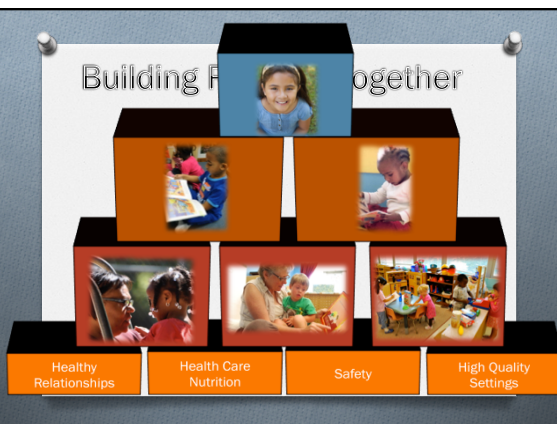 Building F ogether
Healthy
Relationships
Health Care
Nutrition
Safety
High Quality
Settings